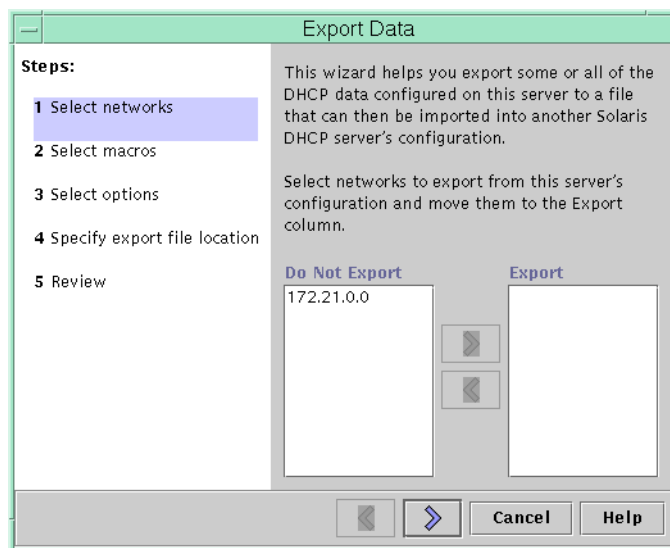 Export Data
Steps:
1 Select networks
2 Select macros
3 Select options
4 Specify export file location
5 Review
This wizard helps you export some or all of the
DHCP data configured on this server to a file
that can then be imported into another Solaris
DHCP server's configuration.
Select networks to export from this server's
configuration and move them to the Export
column.
Do Not Export
172.21.0.0
Export
Cancel
Help